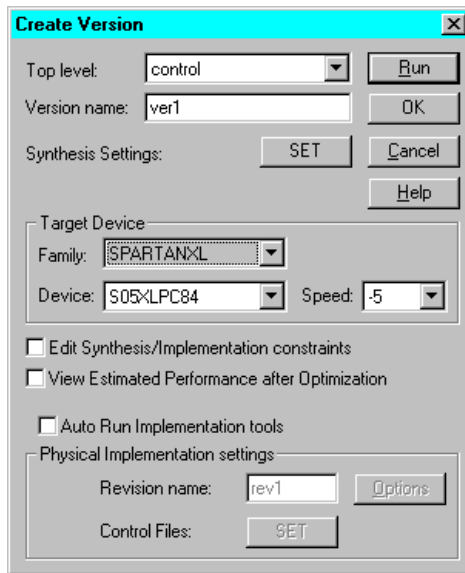 Create Version
Top level: control Run
Version name: ver1 OK
Synthesis Settings: SET Cancel
Help
Target Device
Family: SPARTANXL
Device: S05XLPC84 Speed: -5
Edit Synthesis/Implementation constraints
View Estimated Performance after Optimization
Auto Run Implementation tools
Physical Implementation settings
Revision name: rev1 Options
Control Files: SET